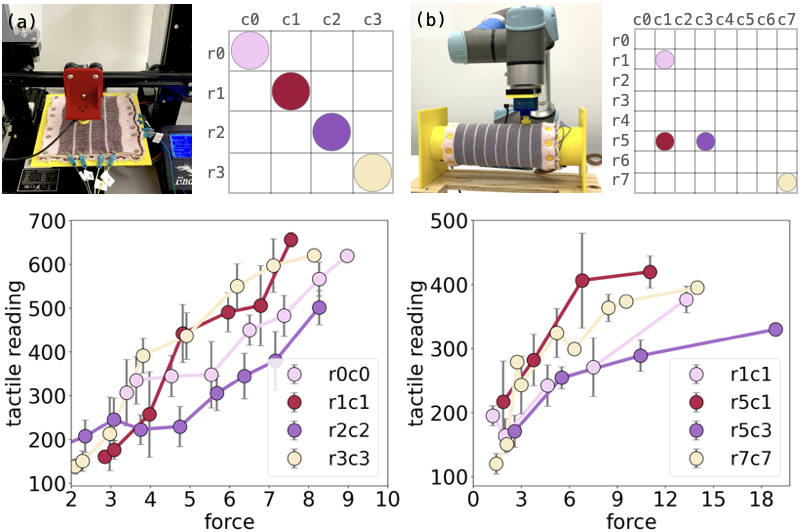 (a)
c0 c1 c2 c3
r0
r1
r2
r3
End
(b)
c0 c1 c2 c3 c4 c5 c6 c7
r0
r1
r2
r3
r4
r5
r6
r7
tactile reading
700
600
500
400
300
200
100
2 3 4 5 6 7 8 9 10
force
r0c0
r1c1
r2c2
r3c3
tactile reading
500
400
300
200
100
0 3 6 9 12 15 18
force
r1c1
r5c1
r5c3
r7c7